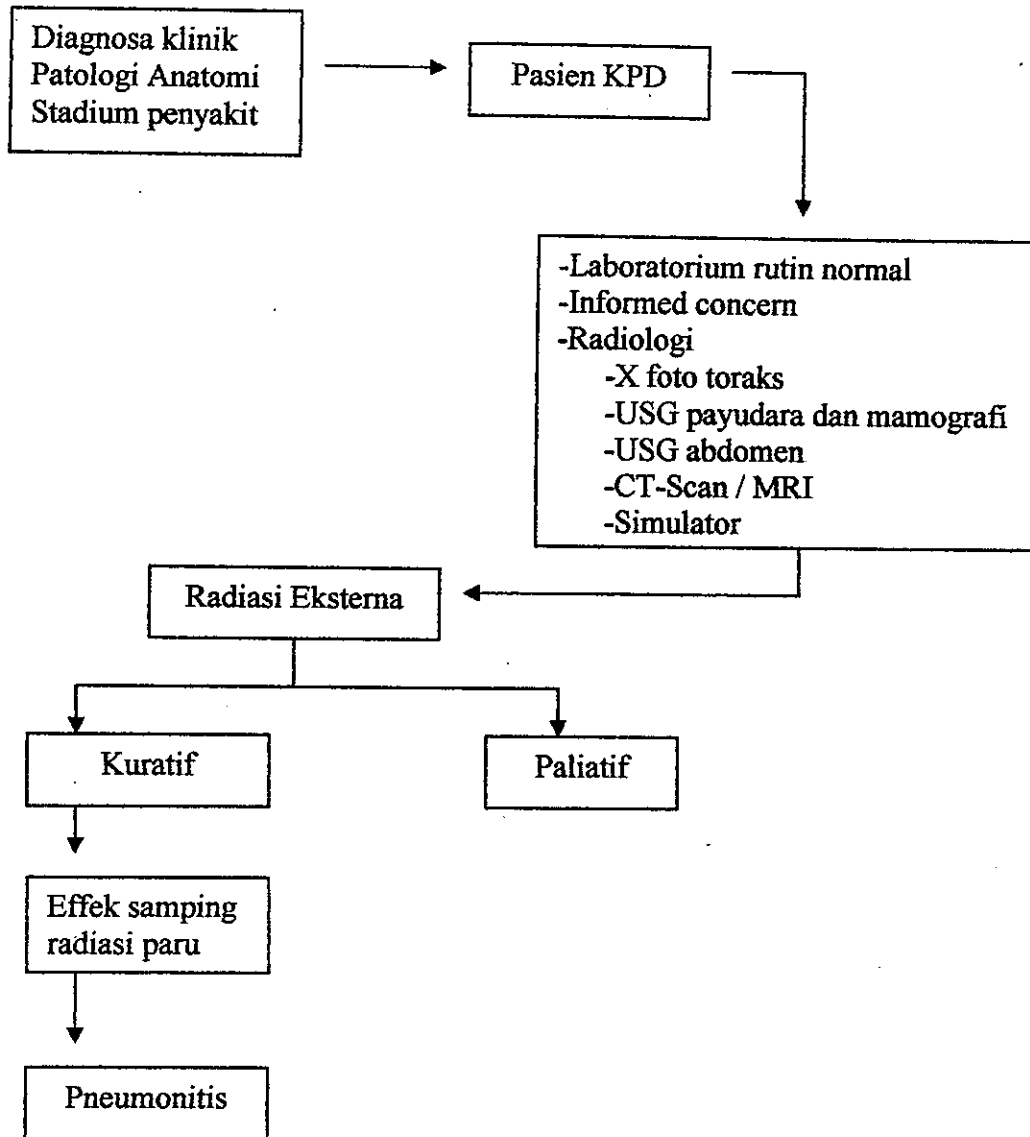 Diagnosa klinik
Patologi Anatomi
Stadium penyakit
Pasien KPD
-Laboratorium rutin normal
-Informed concern
-Radiologi
-X foto toraks
-USG payudara dan mamografi
-USG abdomen
-CT-Scan / MRI
-Simulator
Radiasi Eksterna
Kuratif
Paliatif
Effek samping
radiasi paru
Pneumonitis